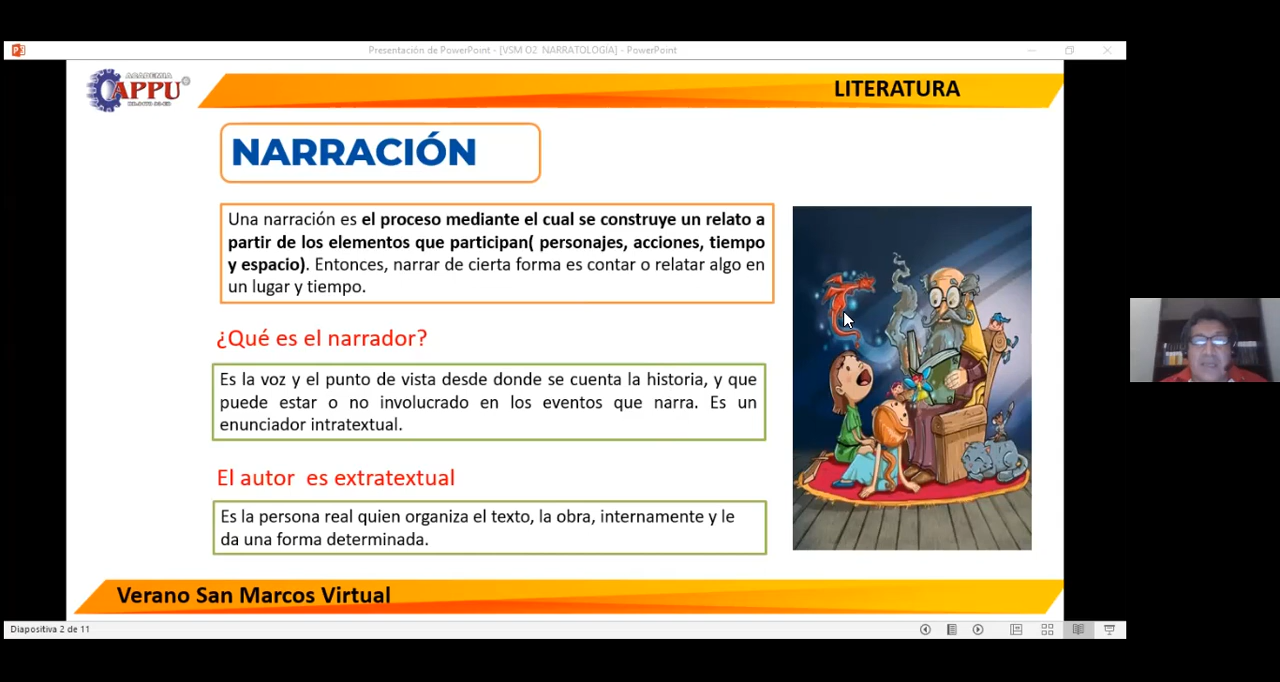 Presentación de PowerPoint - [VSM O2 NARRATOLOGÍA] - PowerPoint
ACADEMIA
APPU
LITERATURA
NARRACIÓN
Una narración es el proceso mediante el cual se construye un relato a
partir de los elementos que participan( personajes, acciones, tiempo
y espacio). Entonces, narrar de cierta forma es contar o relatar algo en
un lugar y tiempo.
¿Qué es el narrador?
Es la voz y el punto de vista desde donde se cuenta la historia, y que
puede estar o no involucrado en los eventos que narra. Es un
enunciador intratextual.
El autor es extratextual
Es la persona real quien organiza el texto, la obra, internamente y le
da una forma determinada.
Verano San Marcos Virtual
Diapositiva 2 de 11